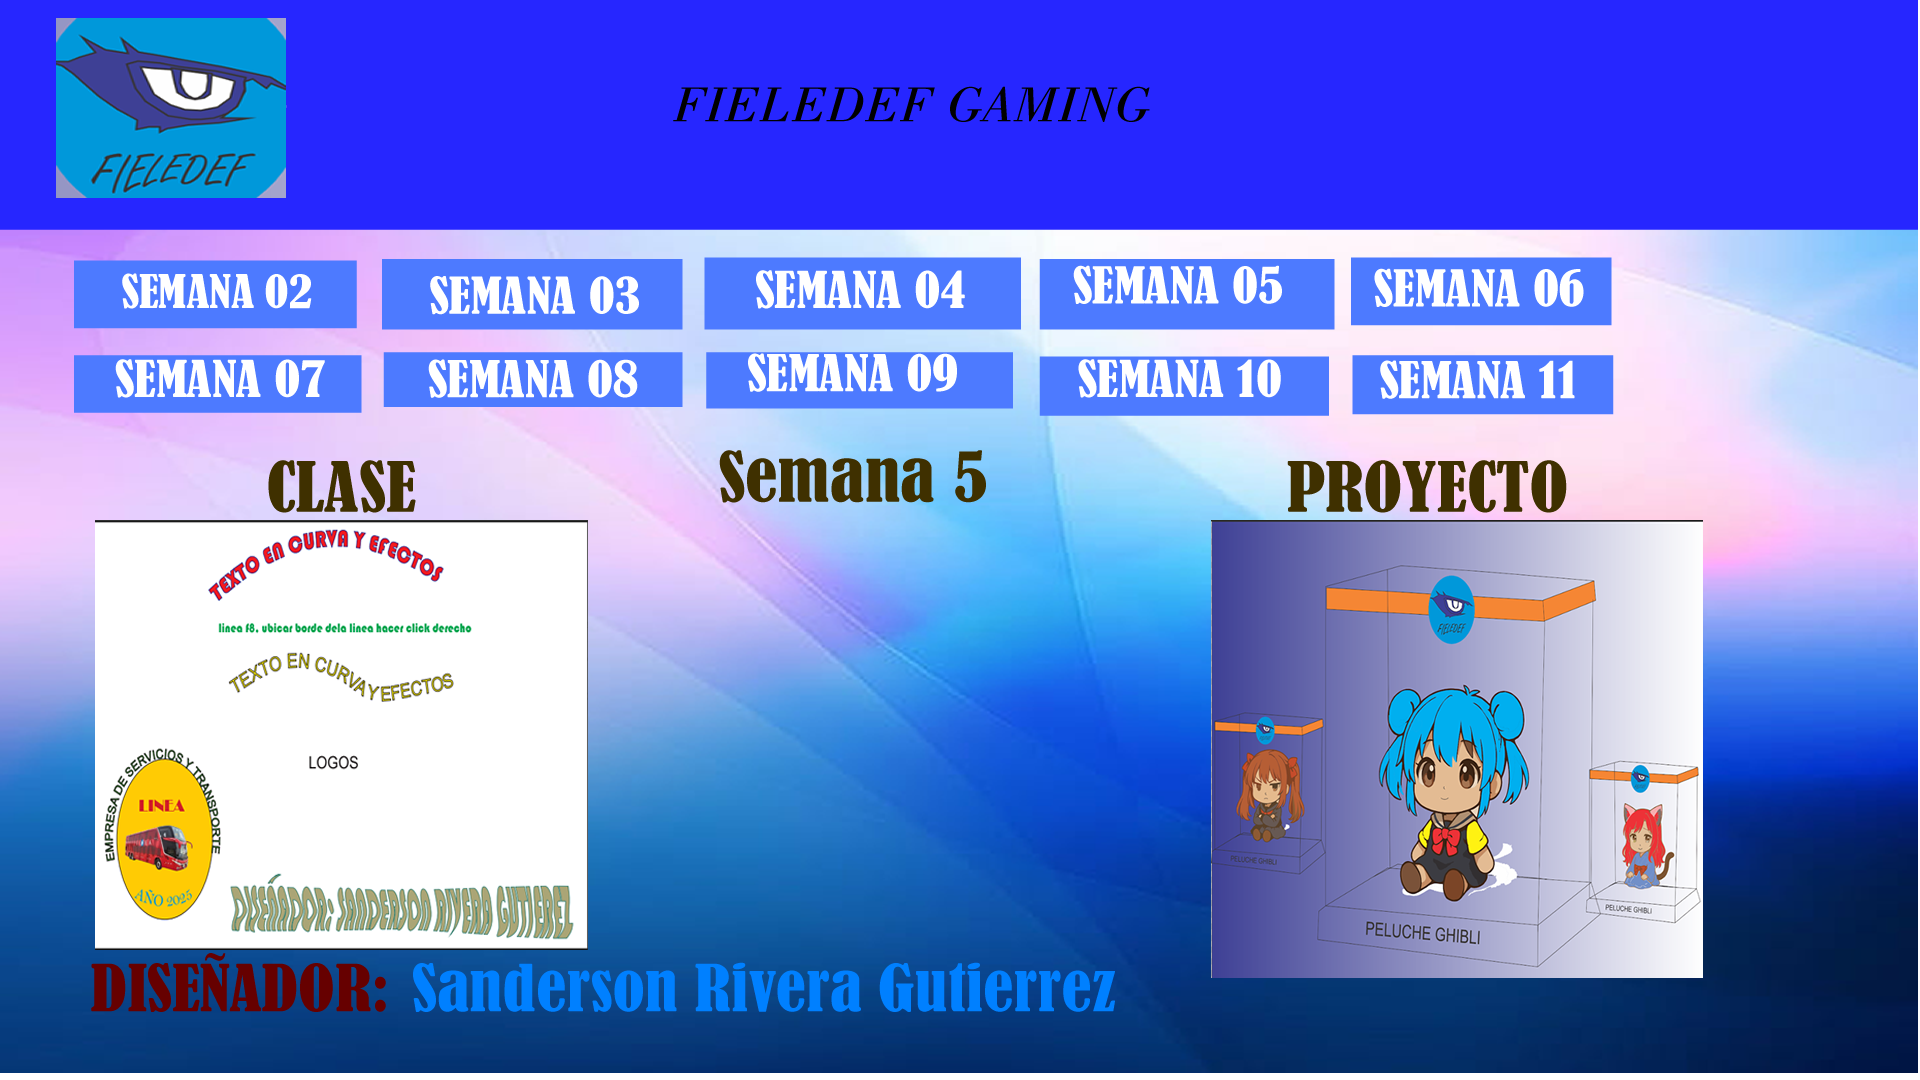 FIELEDEF
FIELEDEF GAMING
SEMANA 02
SEMANA 03
SEMANA 04
SEMANA 05
SEMANA 06
SEMANA 07
SEMANA 08
SEMANA 09
SEMANA 10
SEMANA 11
CLASE
Semana 5
PROYECTO
TEXTO EN CURVA Y EFECTOS
linea f8. ubicar borde dela linea hacer click derecho
TEXTO EN CURVA Y EFECTOS
LOGOS
EMPRESA DE SERVICIOS Y TRANSPORTE
LINEA
AÑO 2025
DISEÑADOR: SANDERSON RIVERA GUTIEREZ
FIELEDEF
PELUCHE GHIBLI
PELUCHE GHIBLI
PELUCHE GHIBLI
DISEÑADOR: Sanderson Rivera Gutierrez